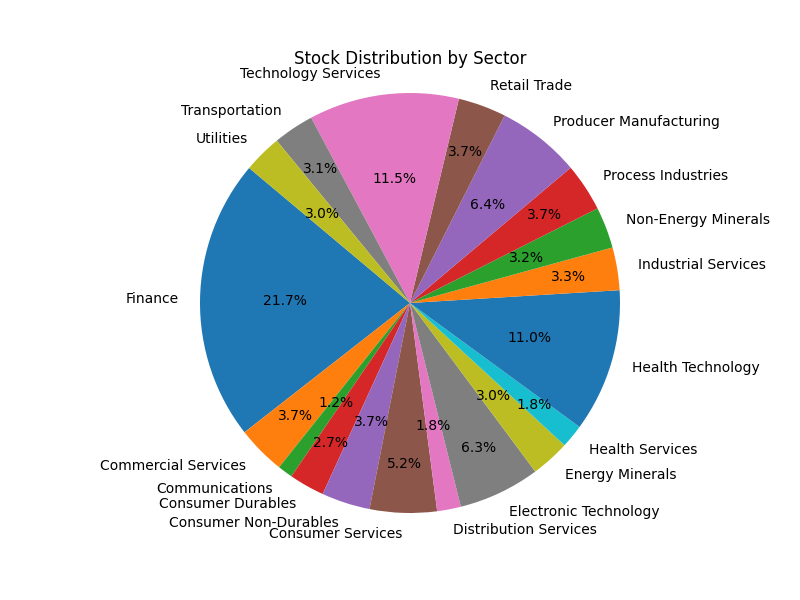 Stock Distribution by Sector
Technology Services
Retail Trade
Transportation
Producer Manufacturing
Utilities
3.7%
3.1%
11.5%
Process Industries
6.4%
3.7%
3.0%
Non-Energy Minerals
3.2%
Industrial Services
3.3%
Finance
21.7%
11.0%
Health Technology
1.2%
3.0%
1.8%
3.7%
3.7%
1.8%
2.7%
6.3%
Health Services
5.2%
Commercial Services
Energy Minerals
Communications
Consumer Durables
Electronic Technology
Consumer Non-Durables
Distribution Services
Consumer Services